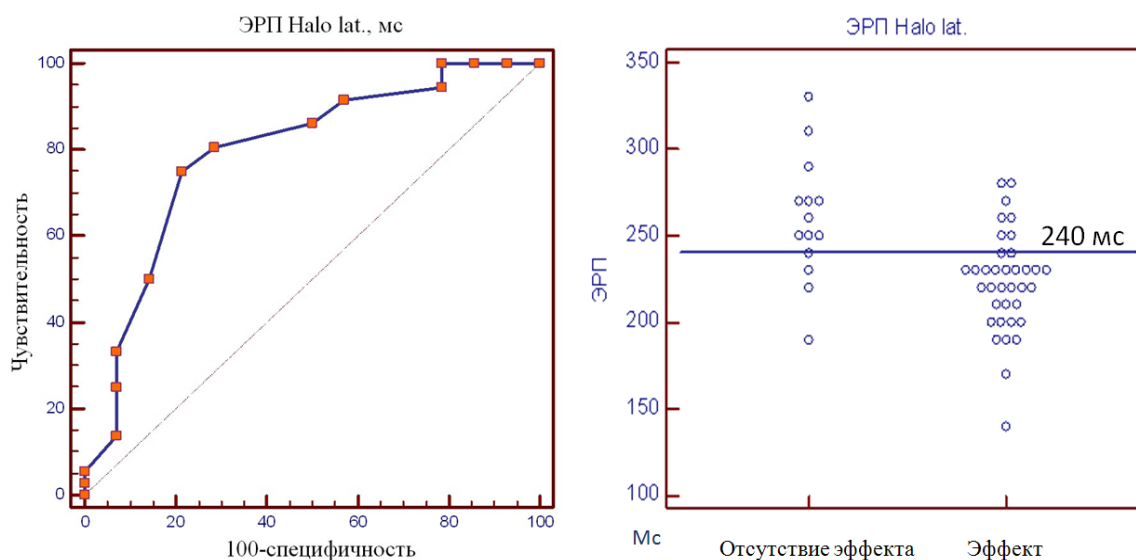 ЭРП Halo lat., мс
100
80
60
40
20
0
Чувствительность
0 20 40 60 80 100
100-специфичность
ЭРП Halo lat.
350
300
250
200
150
100
ЭРП
240 мс
Мс
Отсутствие эффекта Эффект